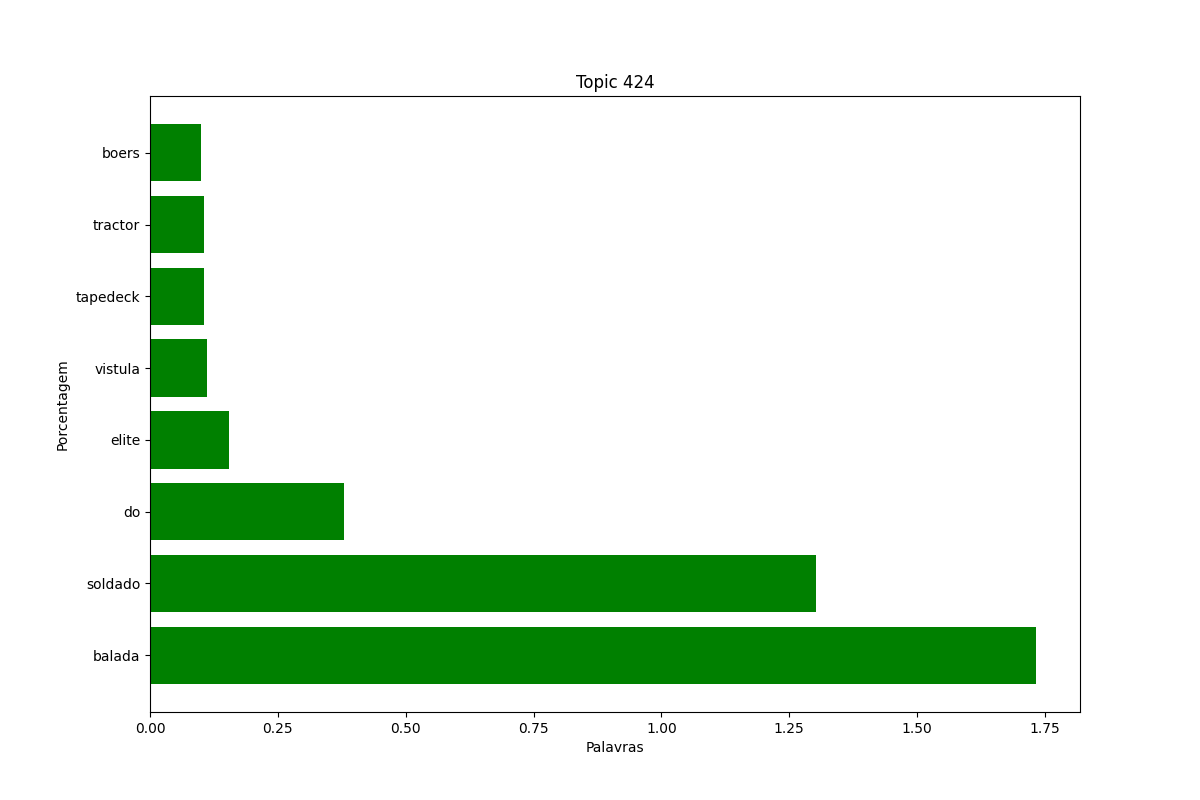 Topic 424
boers
tractor
tapedeck
vistula
elite
do
soldado
balada
Porcentagem
0.00 0.25 0.50 0.75 1.00 1.25 1.50 1.75
Palavras